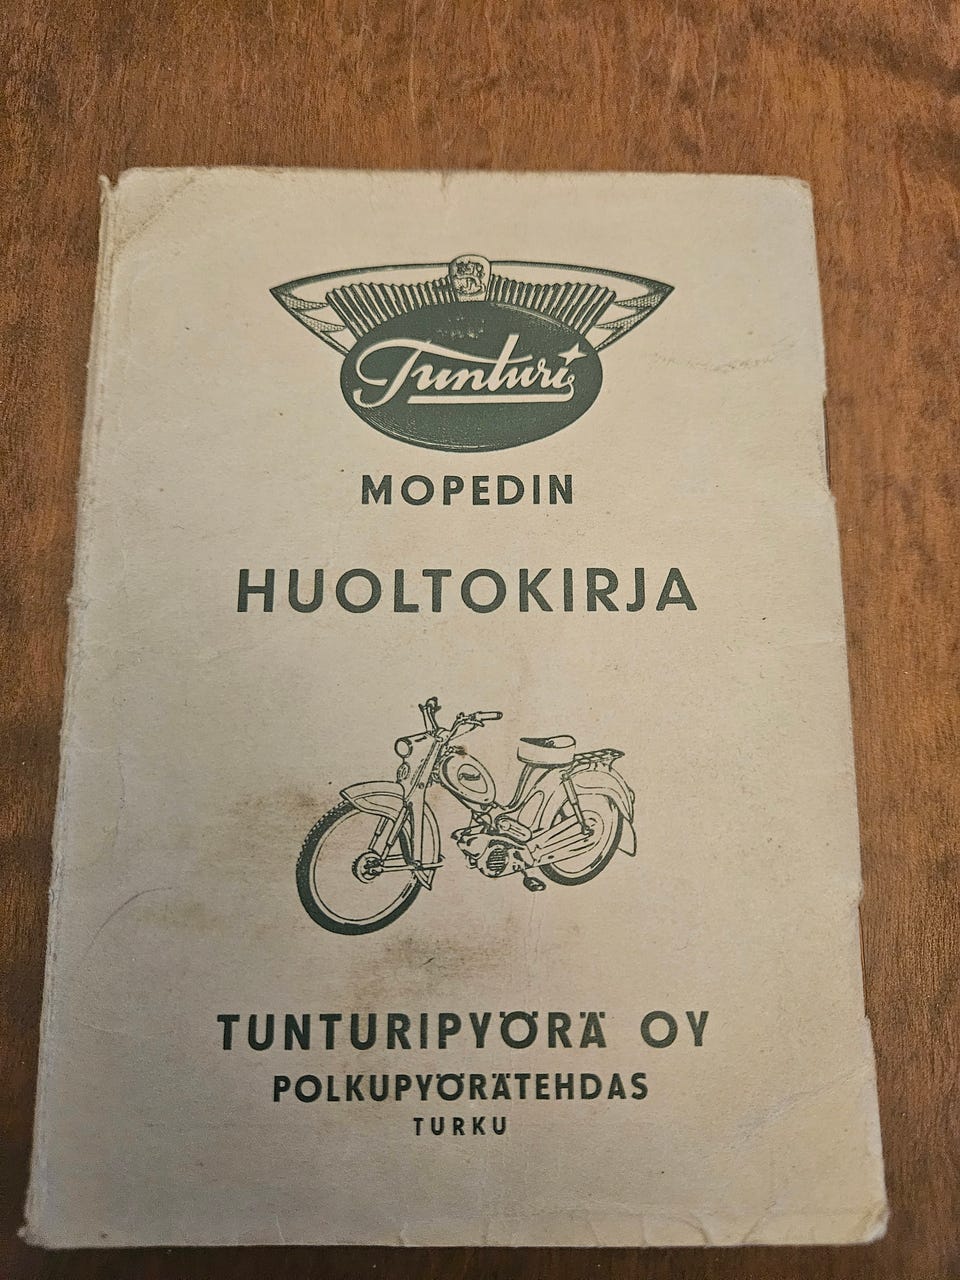 Tunturi
MOPEDIN
HUOLTOKIRJA
TUNTURIPYÖRÄ OY
POLKUPYÖRÄTEHDAS
TURKU